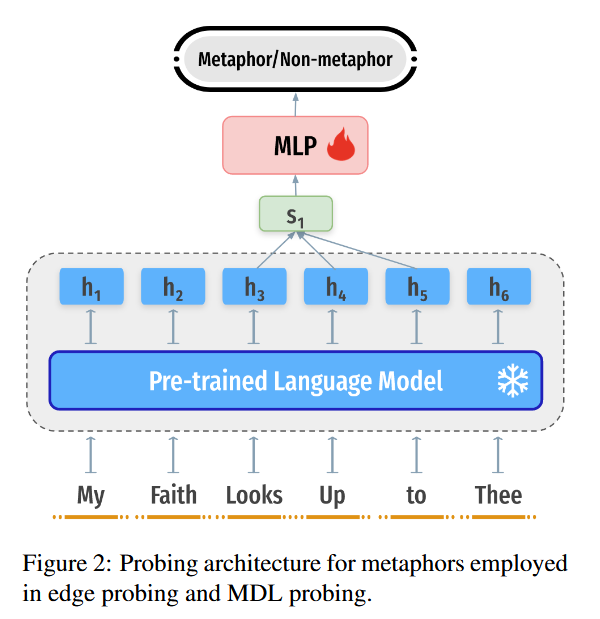 Metaphor/Non-metaphor
MLP
s1
h1 h2 h3 h4 h5 h6
Pre-trained Language Model
My Faith Looks Up to Thee
Figure 2: Probing architecture for metaphors employed
in edge probing and MDL probing.